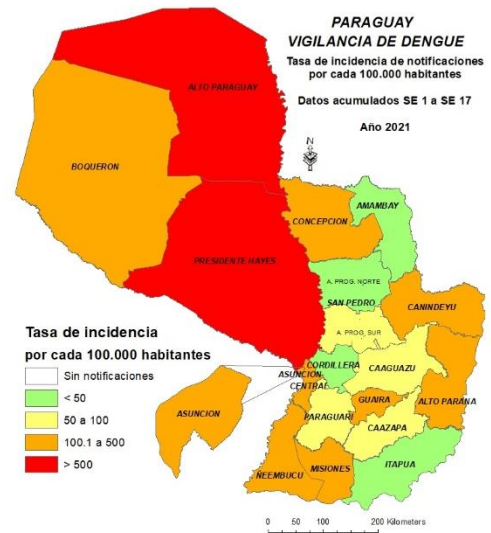 PARAGUAY
VIGILANCIA DE DENGUE
Tasa de incidencia de notificaciones
por cada 100.000 habitantes
Datos acumulados SE 1 a SE 17
Año 2021
N
ALTO PARAGUAY
BOQUERON
CONCEPCION
AMAMBAY
PRESIDENTE HAYES
A. PROG. NORTE
SAN PEDRO
CANINDEYU
A. PROG. SUR
Tasa de incidencia
por cada 100.000 habitantes
Sin notificaciones
< 50
50 a 100
100.1 a 500
> 500
CORDILLERA
CAAGUAZU
ASUNCION
CENTRAL
ASUNCION
GUAIRA
ALTO PARANA
PARAGUARI
CAAZAPA
ÑEEMBUCU
MISIONES
ITAPUA
0 50 100 200 Kilometers